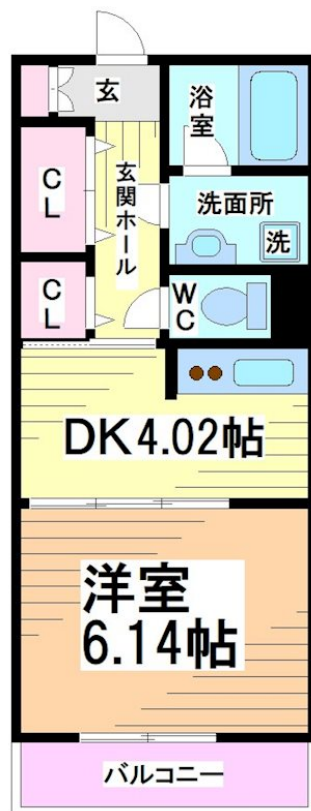 玄
浴室
CL
玄関ホール
洗面所
洗
CL
WC
DK4.02帖
洋室
6.14帖
バルコニー